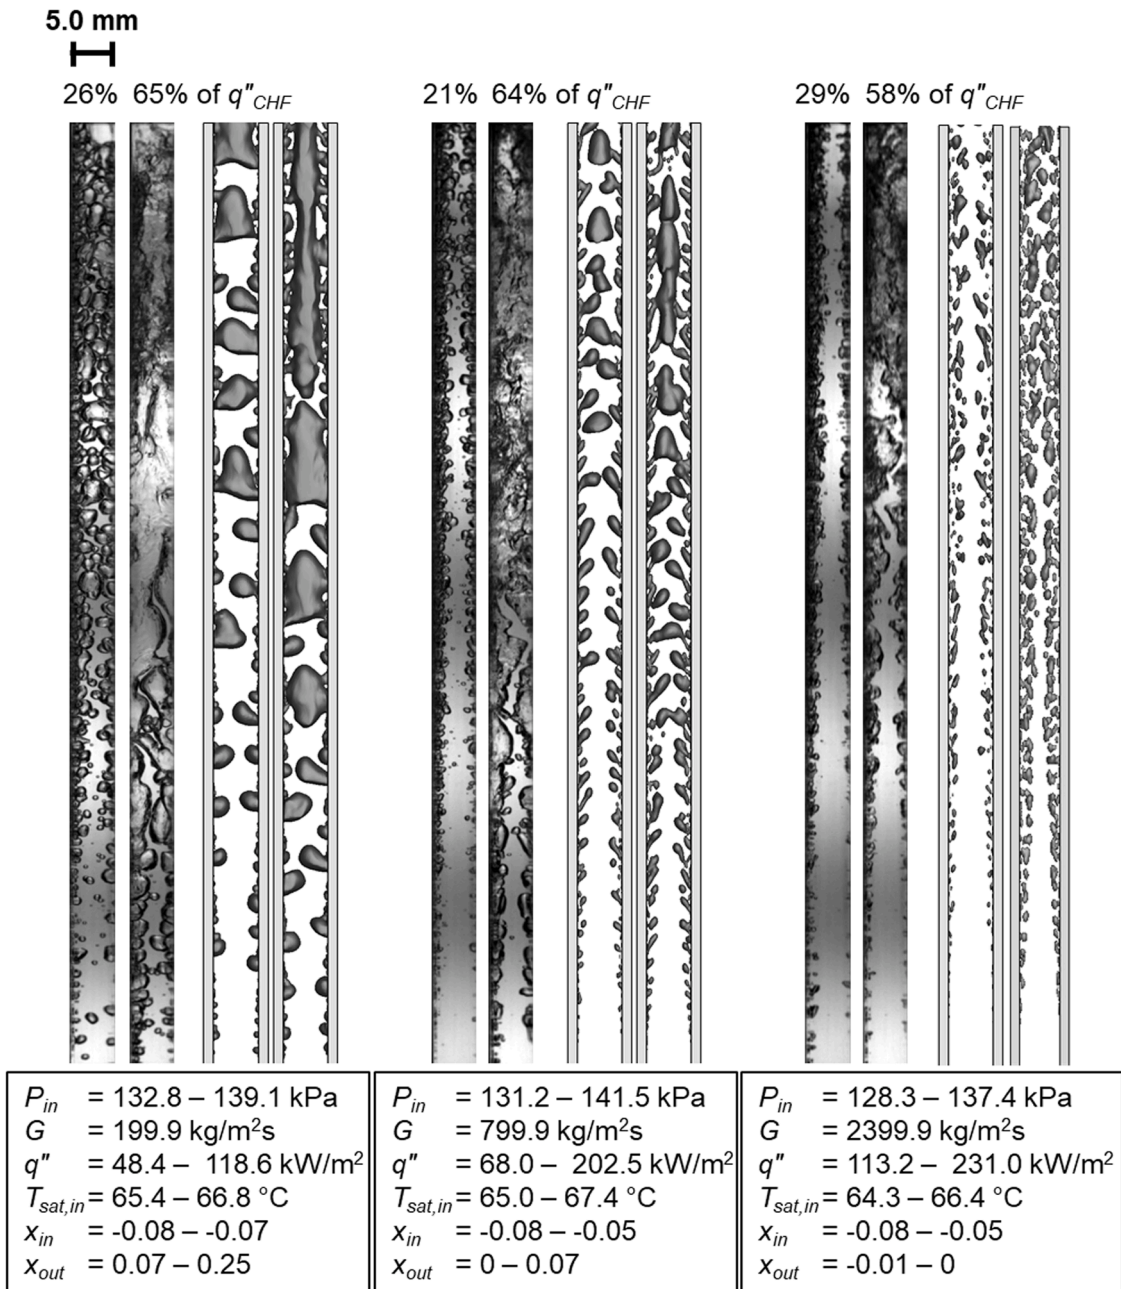 5.0 mm
26% 65% of q″CHF
21% 64% of q″CHF
29% 58% of q″CHF
Pin = 132.8 – 139.1 kPa
G = 199.9 kg/m²s
q″ = 48.4 – 118.6 kW/m²
Tsat,in = 65.4 – 66.8 °C
xin = -0.08 – -0.07
xout = 0.07 – 0.25
Pin = 131.2 – 141.5 kPa
G = 799.9 kg/m²s
q″ = 68.0 – 202.5 kW/m²
Tsat,in = 65.0 – 67.4 °C
xin = -0.08 – -0.05
xout = 0 – 0.07
Pin = 128.3 – 137.4 kPa
G = 2399.9 kg/m²s
q″ = 113.2 – 231.0 kW/m²
Tsat,in = 64.3 – 66.4 °C
xin = -0.08 – -0.05
xout = -0.01 – 0